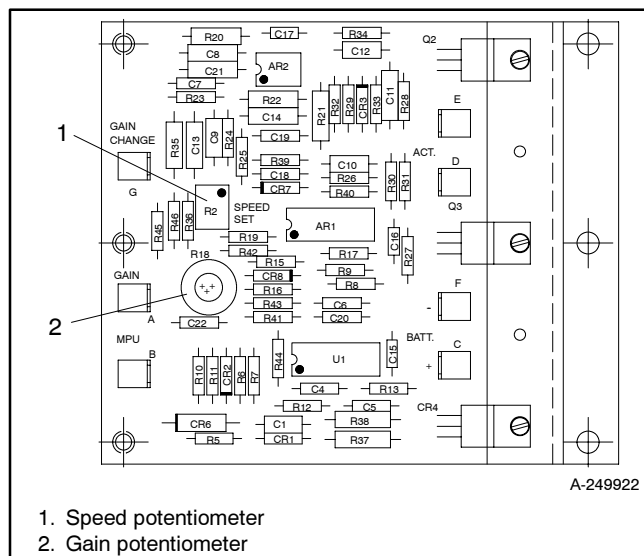 R20
C17
R34
Q2
C8
C12
C21
AR2
C7
R23
R22
C14
R21
R32
R29
CR3
R33
C11
R28
E
1
GAIN
CHANGE
R35
C13
C9
R24
R25
C19
ACT.
R39
C10
C18
R26
CR7
R40
R30
R31
D
G
R2
SPEED
SET
Q3
R45
R46
R36
R19
AR1
R42
C16
R27
R18
R15
R17
CR8
R9
R16
R8
GAIN
F
R43
C6
-
2
A
C22
R41
C20
MPU
B
BATT.
C
R44
U1
C15
+
R10
R11
CR2
R6
R7
C4
R13
R12
C5
CR4
CR6
C1
R38
R5
CR1
R37
A-249922
1. Speed potentiometer
2. Gain potentiometer